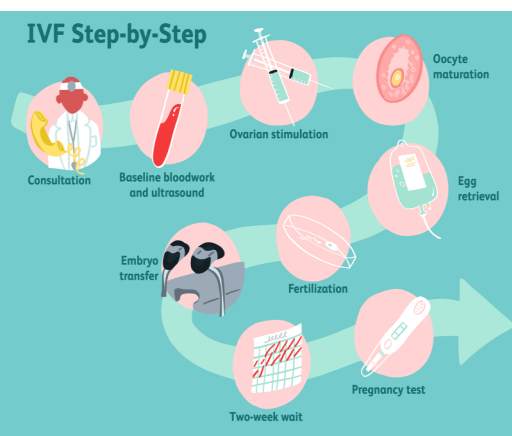 IVF Step-by-Step
Consultation
Baseline bloodwork
and ultrasound
Ovarian stimulation
Oocyte
maturation
Egg
retrieval
Fertilization
Embryo
transfer
Two-week wait
Pregnancy test